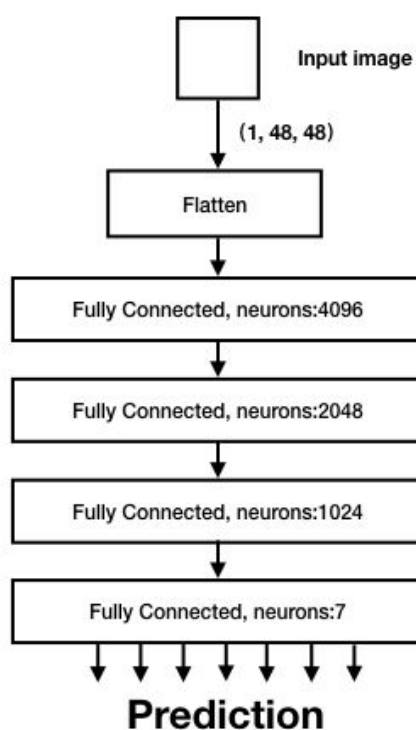 Input image
(1, 48, 48)
Flatten
Fully Connected, neurons:4096
Fully Connected, neurons:2048
Fully Connected, neurons:1024
Fully Connected, neurons:7
Prediction